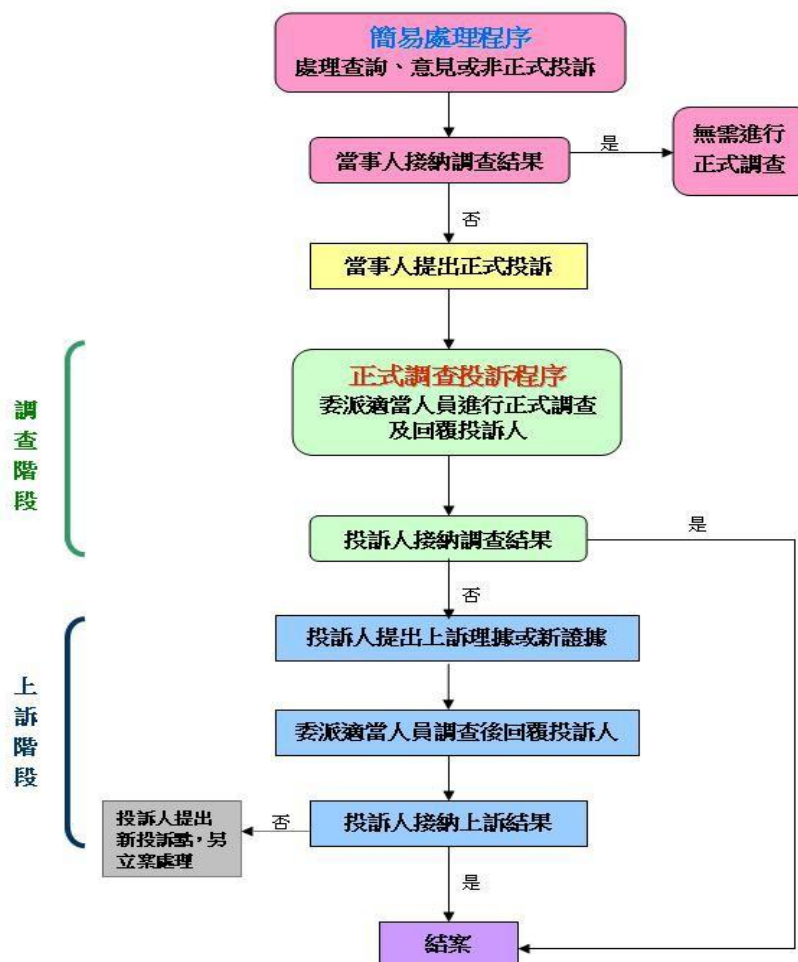 簡易處理程序
處理查詢、意見或非正式投訴
當事人接納調查結果
是
無需進行
正式調查
否
當事人提出正式投訴
調
查
階
段
正式調查投訴程序
委派適當人員進行正式調查
及回覆投訴人
投訴人接納調查結果
是
否
上
訴
階
段
投訴人提出上訴理據或新證據
委派適當人員調查後回覆投訴人
投訴人接納上訴結果
否
投訴人提出
新投訴點，另
立案處理
是
結案